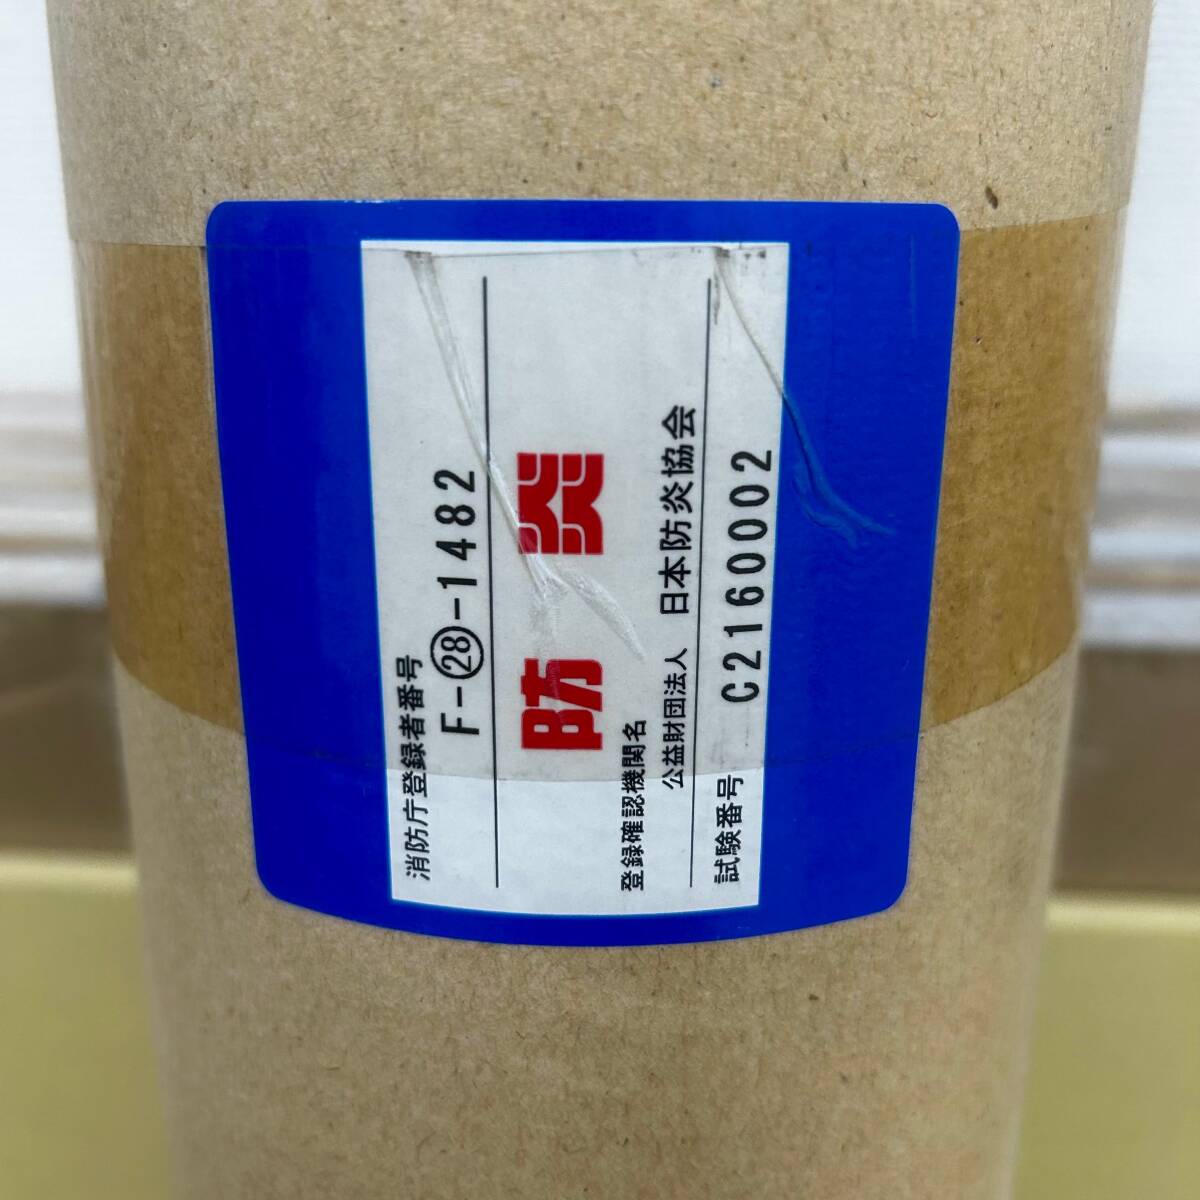 消防庁登録者番号
F-㉘-1482
防炎
登録確認機関名
公益財団法人 日本防炎協会
試験番号
C2160002